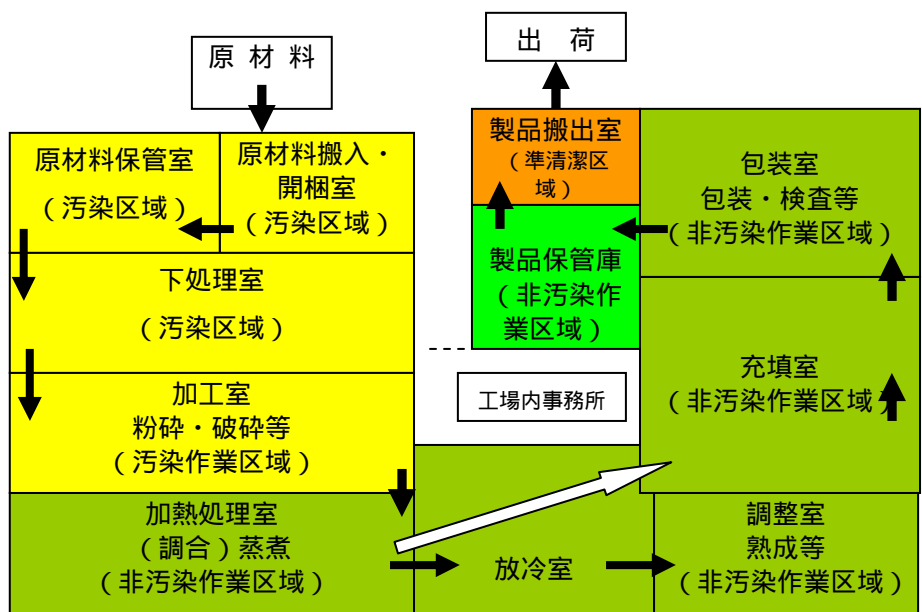 原 材 料
出 荷
原材料保管室
（汚染区域）
原材料搬入・
開梱室
（汚染区域）
製品搬出室
（準清潔区
域）
包装室
包装・検査等
（非汚染作業区域）
下処理室
（汚染区域）
製品保管庫
（非汚染作
業区域）
加工室
粉砕・破砕等
（汚染作業区域）
工場内事務所
充填室
（非汚染作業区域）
加熱処理室
（調合）蒸煮
（非汚染作業区域）
放冷室
調整室
熟成等
（非汚染作業区域）